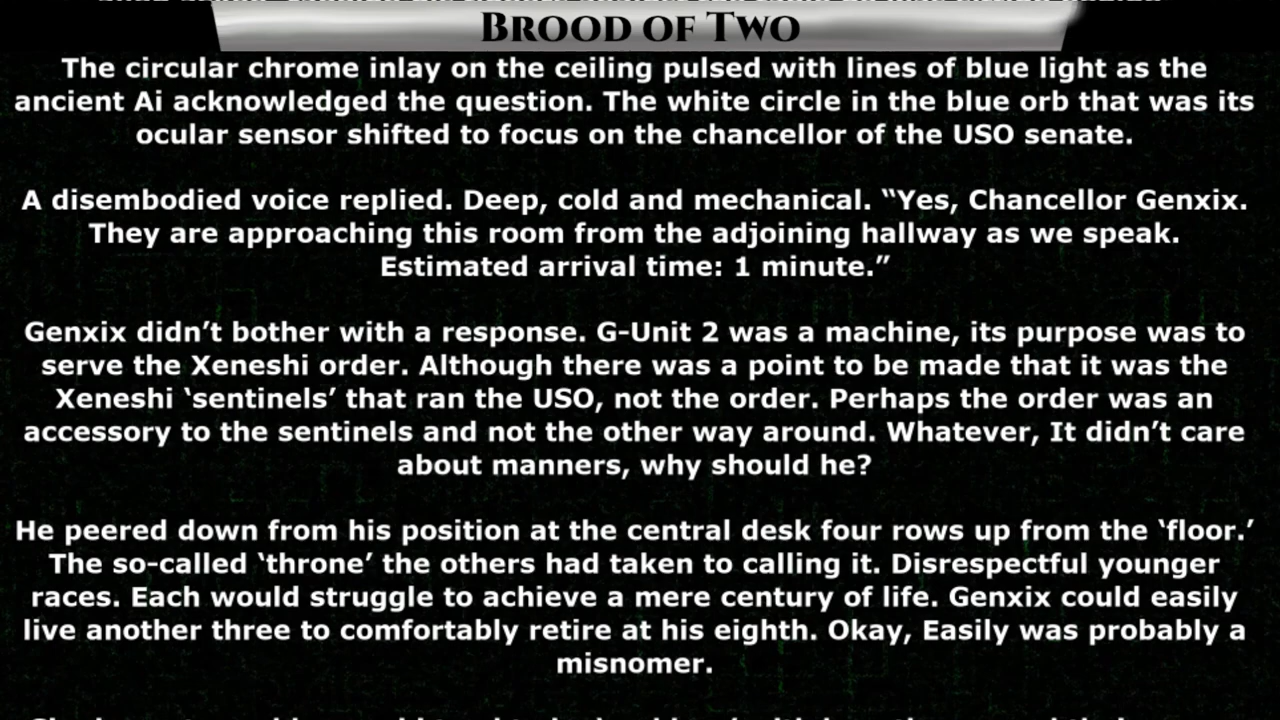 Brood of Two
The circular chrome inlay on the ceiling pulsed with lines of blue light as the
ancient Ai acknowledged the question. The white circle in the blue orb that was its
ocular sensor shifted to focus on the chancellor of the USO senate.
A disembodied voice replied. Deep, cold and mechanical. “Yes, Chancellor Genxix.
They are approaching this room from the adjoining hallway as we speak.
Estimated arrival time: 1 minute.”
Genxix didn’t bother with a response. G-Unit 2 was a machine, its purpose was to
serve the Xeneshi order. Although there was a point to be made that it was the
Xeneshi ‘sentinels’ that ran the USO, not the order. Perhaps the order was an
accessory to the sentinels and not the other way around. Whatever, It didn’t care
about manners, why should he?
He peered down from his position at the central desk four rows up from the ‘floor.’
The so-called ‘throne’ the others had taken to calling it. Disrespectful younger
races. Each would struggle to achieve a mere century of life. Genxix could easily
live another three to comfortably retire at his eighth. Okay, Easily was probably a
misnomer.